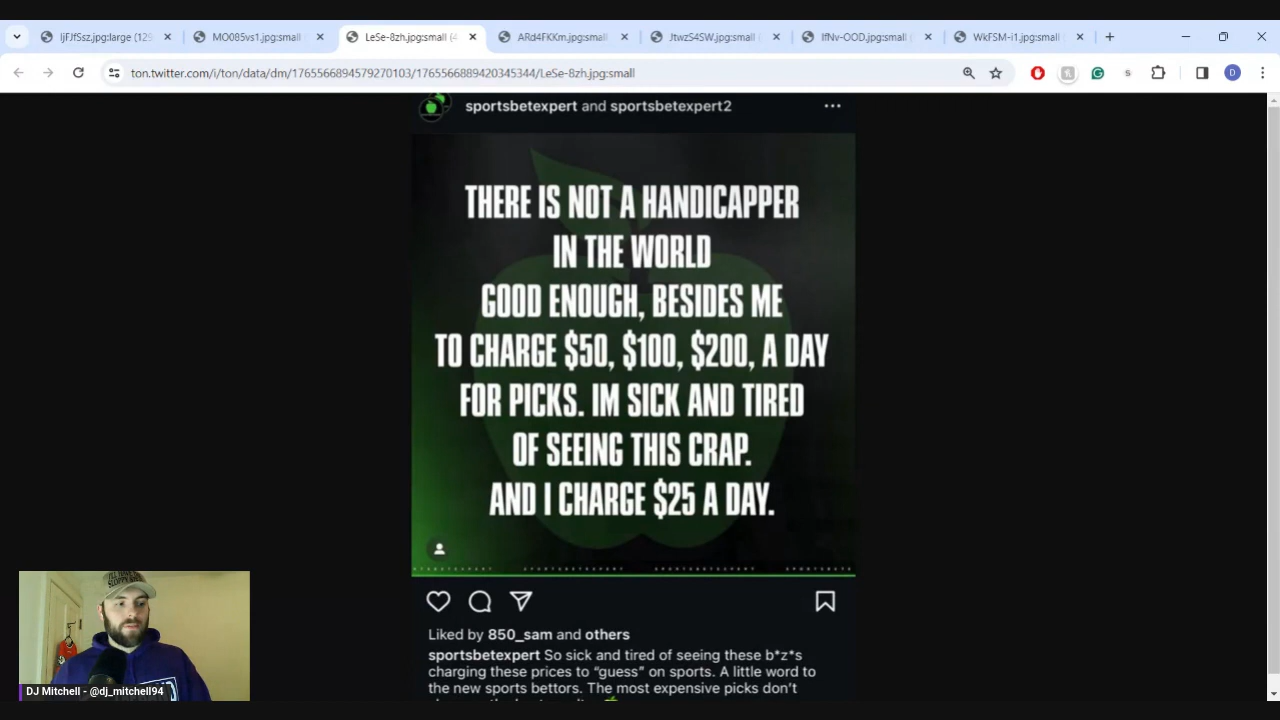 ljFJfSsz.jpg:large (129
MO085vs1.jpg:small
LeSe-8zh.jpg:small (4
ARd4FKKm.jpg:small
JtwzS4SW.jpg:small
IfNv-OOD.jpg:small
WkFSM-i1.jpg:small
ton.twitter.com/i/ton/data/dm/1765566894579270103/1765566889420345344/LeSe-8zh.jpg:small
sportsbetexpert and sportsbetexpert2
THERE IS NOT A HANDICAPPER
IN THE WORLD
GOOD ENOUGH, BESIDES ME
TO CHARGE $50, $100, $200, A DAY
FOR PICKS. IM SICK AND TIRED
OF SEEING THIS CRAP.
AND I CHARGE $25 A DAY.
Liked by 850_sam and others
sportsbetexpert So sick and tired of seeing these b*z*s
charging these prices to "guess" on sports. A little word to
the new sports bettors. The most expensive picks don't
DJ Mitchell - @dj_mitchell94